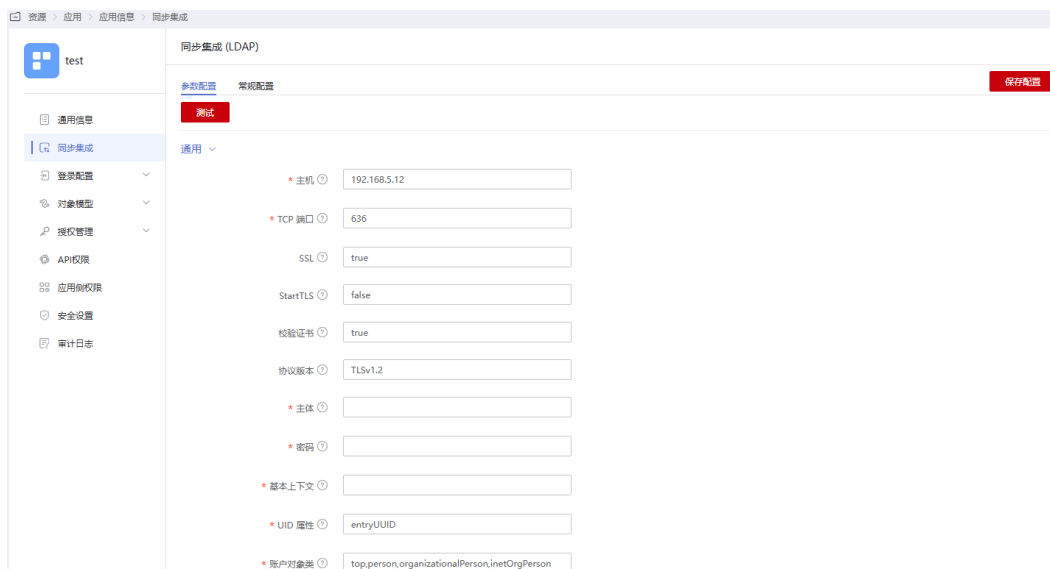 资源 > 应用 > 应用信息 > 同步集成
test
通用信息
同步集成
登录配置
对象模型
授权管理
API权限
应用侧权限
安全设置
审计日志
同步集成 (LDAP)
参数配置 常规配置 保存配置
测试
通用
* 主机 ? 192.168.5.12
* TCP 端口 ? 636
SSL ? true
StartTLS ? false
校验证书 ? true
协议版本 ? TLSv1.2
* 主体 ?
* 密码 ?
* 基本上下文 ?
* UID 属性 ? entryUUID
* 账户对象类 ? top,person,organizationalPerson,inetOrgPerson